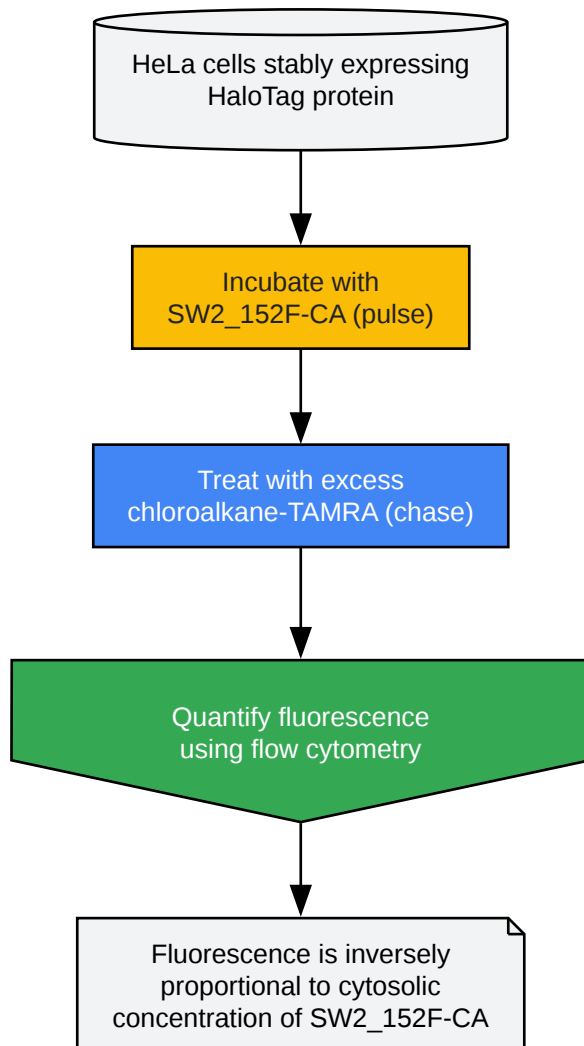 HeLa cells stably expressing
HaloTag protein
Incubate with
SW2_152F-CA (pulse)
Treat with excess
chloroalkane-TAMRA (chase)
Quantify fluorescence
using flow cytometry
Fluorescence is inversely
proportional to cytosolic
concentration of SW2_152F-CA